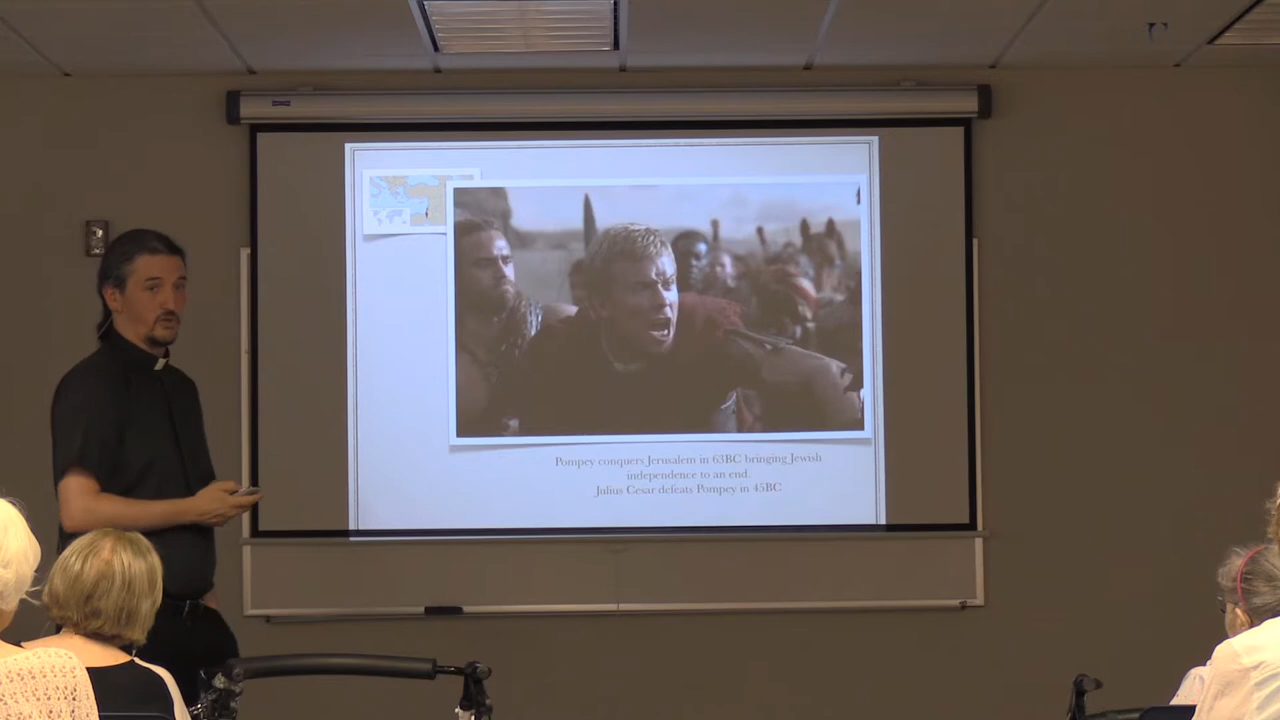 Pompey conquers Jerusalem in 63BC bringing Jewish
independence to an end.
Julius Cesar defeats Pompey in 45BC